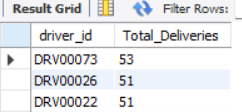 Result Grid Filter Rows:
driver_id Total_Deliveries
DRV00073 53
DRV00026 51
DRV00022 51